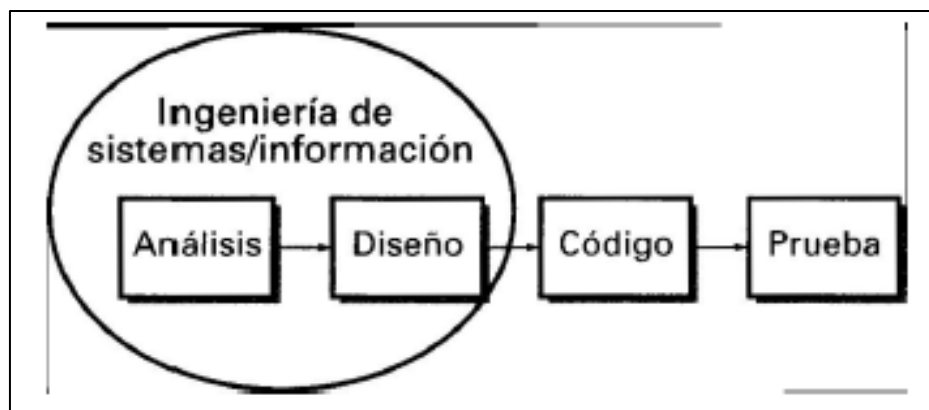 Ingeniería de
sistemas/información
Análisis
Diseño
Código
Prueba